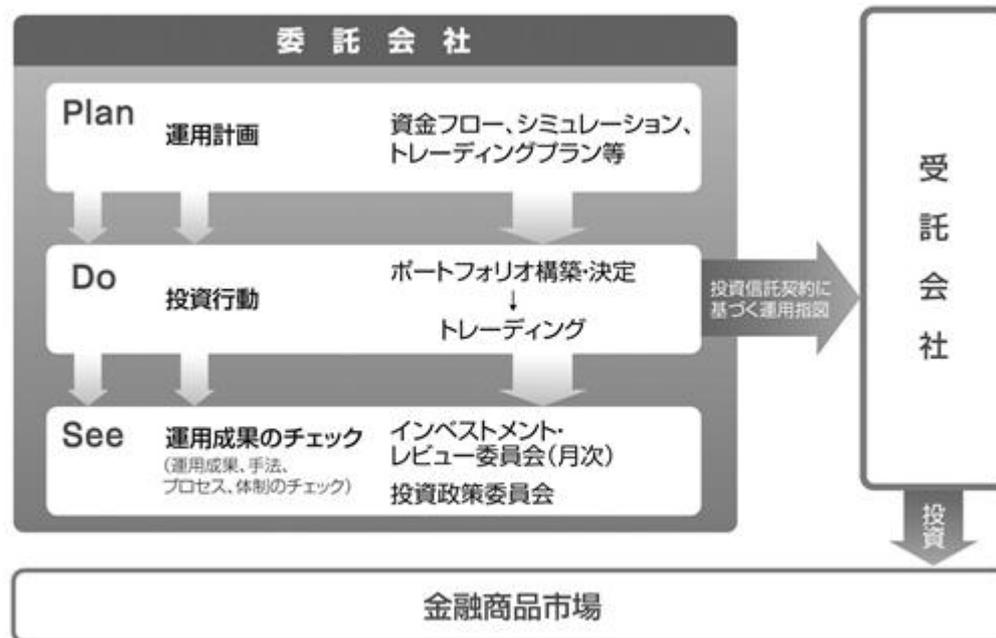 委託会社
Plan
運用計画
資金フロー、シミュレーション、
トレーディングプラン等
Do
投資行動
ポートフォリオ構築・決定
↓
トレーディング
See
運用成果のチェック
(運用成果、手法、
プロセス、体制のチェック)
インベストメント・
レビュー委員会(月次)
投資政策委員会
投資信託契約に
基づく運用指図
受託会社
投資
金融商品市場